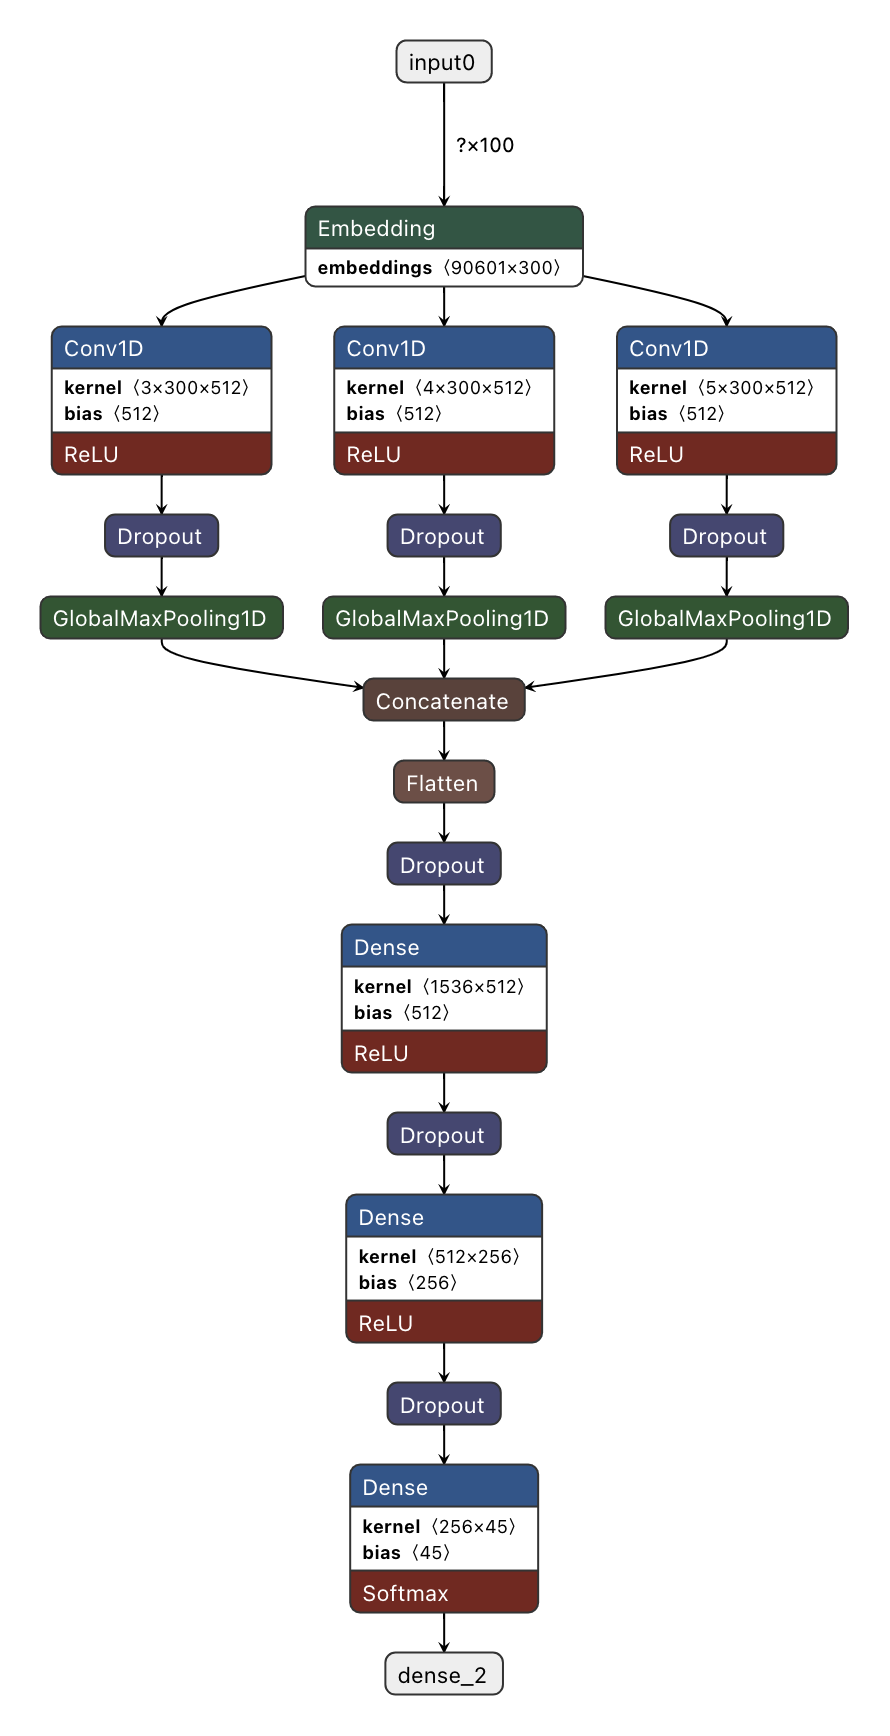 input0
?×100
Embedding
embeddings 〈90601×300〉
Conv1D
kernel 〈3×300×512〉
bias 〈512〉
ReLU
Conv1D
kernel 〈4×300×512〉
bias 〈512〉
ReLU
Conv1D
kernel 〈5×300×512〉
bias 〈512〉
ReLU
Dropout
Dropout
Dropout
GlobalMaxPooling1D
GlobalMaxPooling1D
GlobalMaxPooling1D
Concatenate
Flatten
Dropout
Dense
kernel 〈1536×512〉
bias 〈512〉
ReLU
Dropout
Dense
kernel 〈512×256〉
bias 〈256〉
ReLU
Dropout
Dense
kernel 〈256×45〉
bias 〈45〉
Softmax
dense_2